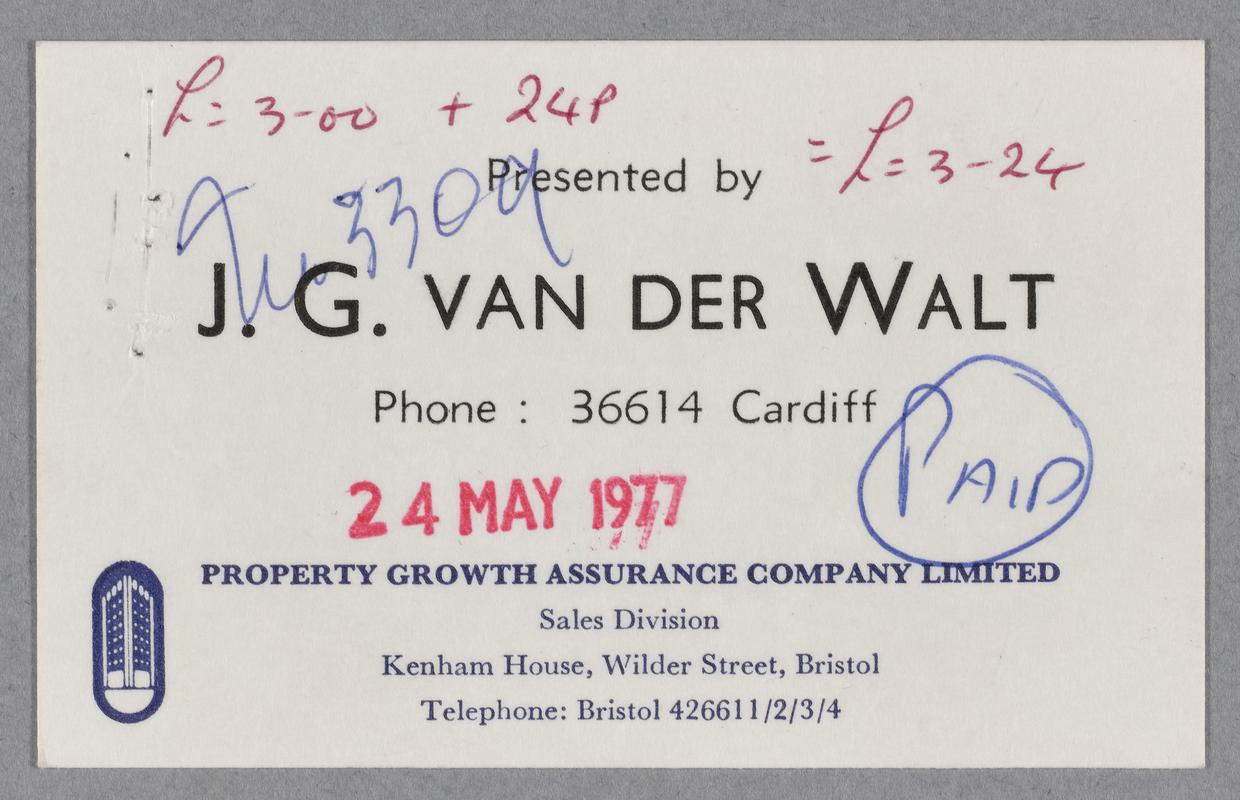 £= 3-00 + 24P
= £= 3-24
Presented by
3309
J. G. VAN DER WALT
Phone : 36614 Cardiff
PAID
24 MAY 1977
PROPERTY GROWTH ASSURANCE COMPANY LIMITED
Sales Division
Kenham House, Wilder Street, Bristol
Telephone: Bristol 426611/2/3/4